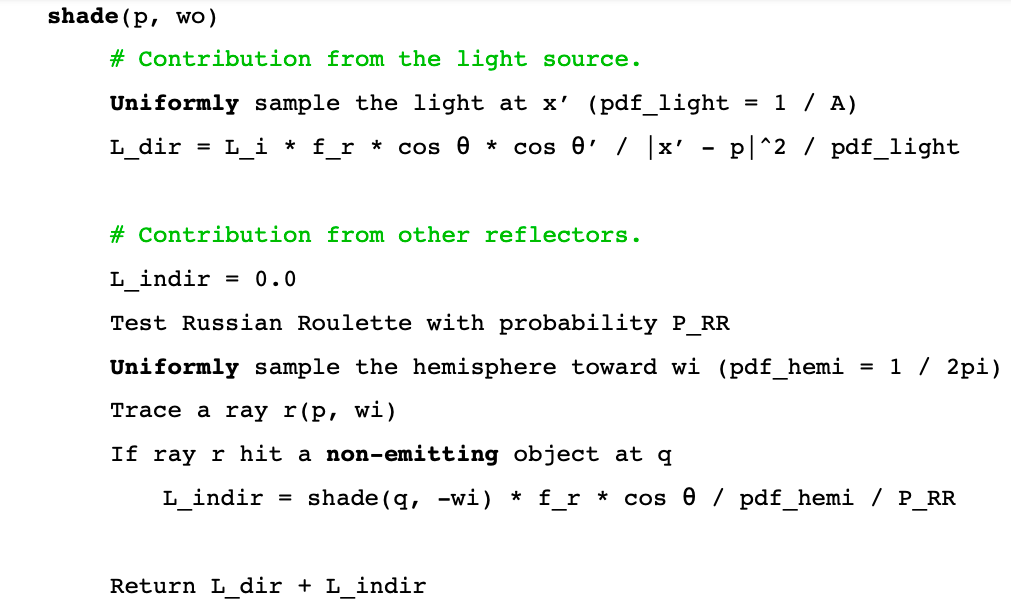 shade(p, wo)
# Contribution from the light source.
Uniformly sample the light at x′ (pdf_light = 1 / A)
L_dir = L_i * f_r * cos θ * cos θ′ / |x′ - p|^2 / pdf_light
# Contribution from other reflectors.
L_indir = 0.0
Test Russian Roulette with probability P_RR
Uniformly sample the hemisphere toward wi (pdf_hemi = 1 / 2pi)
Trace a ray r(p, wi)
If ray r hit a non-emitting object at q
L_indir = shade(q, -wi) * f_r * cos θ / pdf_hemi / P_RR
Return L_dir + L_indir